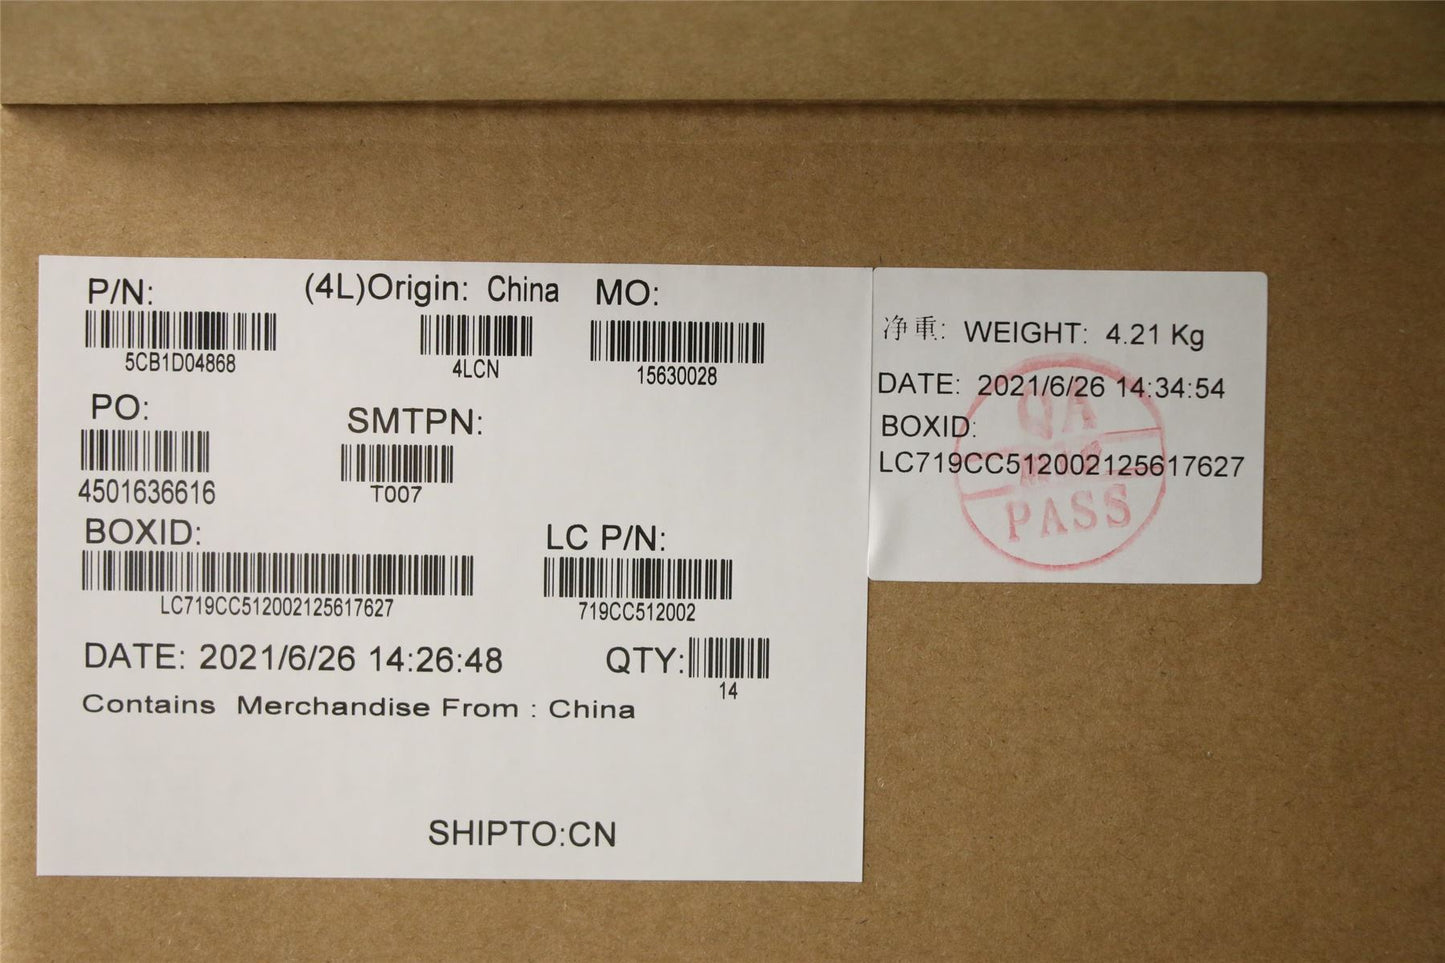 P/N:
5CB1D04868
(4L)Origin: China
4LCN
MO:
15630028
PO:
4501636616
SMTPN:
T007
BOXID:
LC719CC512002125617627
LC P/N:
719CC512002
DATE: 2021/6/26 14:26:48
QTY:
14
Contains Merchandise From : China
SHIPTO:CN
净重: WEIGHT: 4.21 Kg
DATE: 2021/6/26 14:34:54
BOXID:
LC719CC512002125617627
QA
PASS